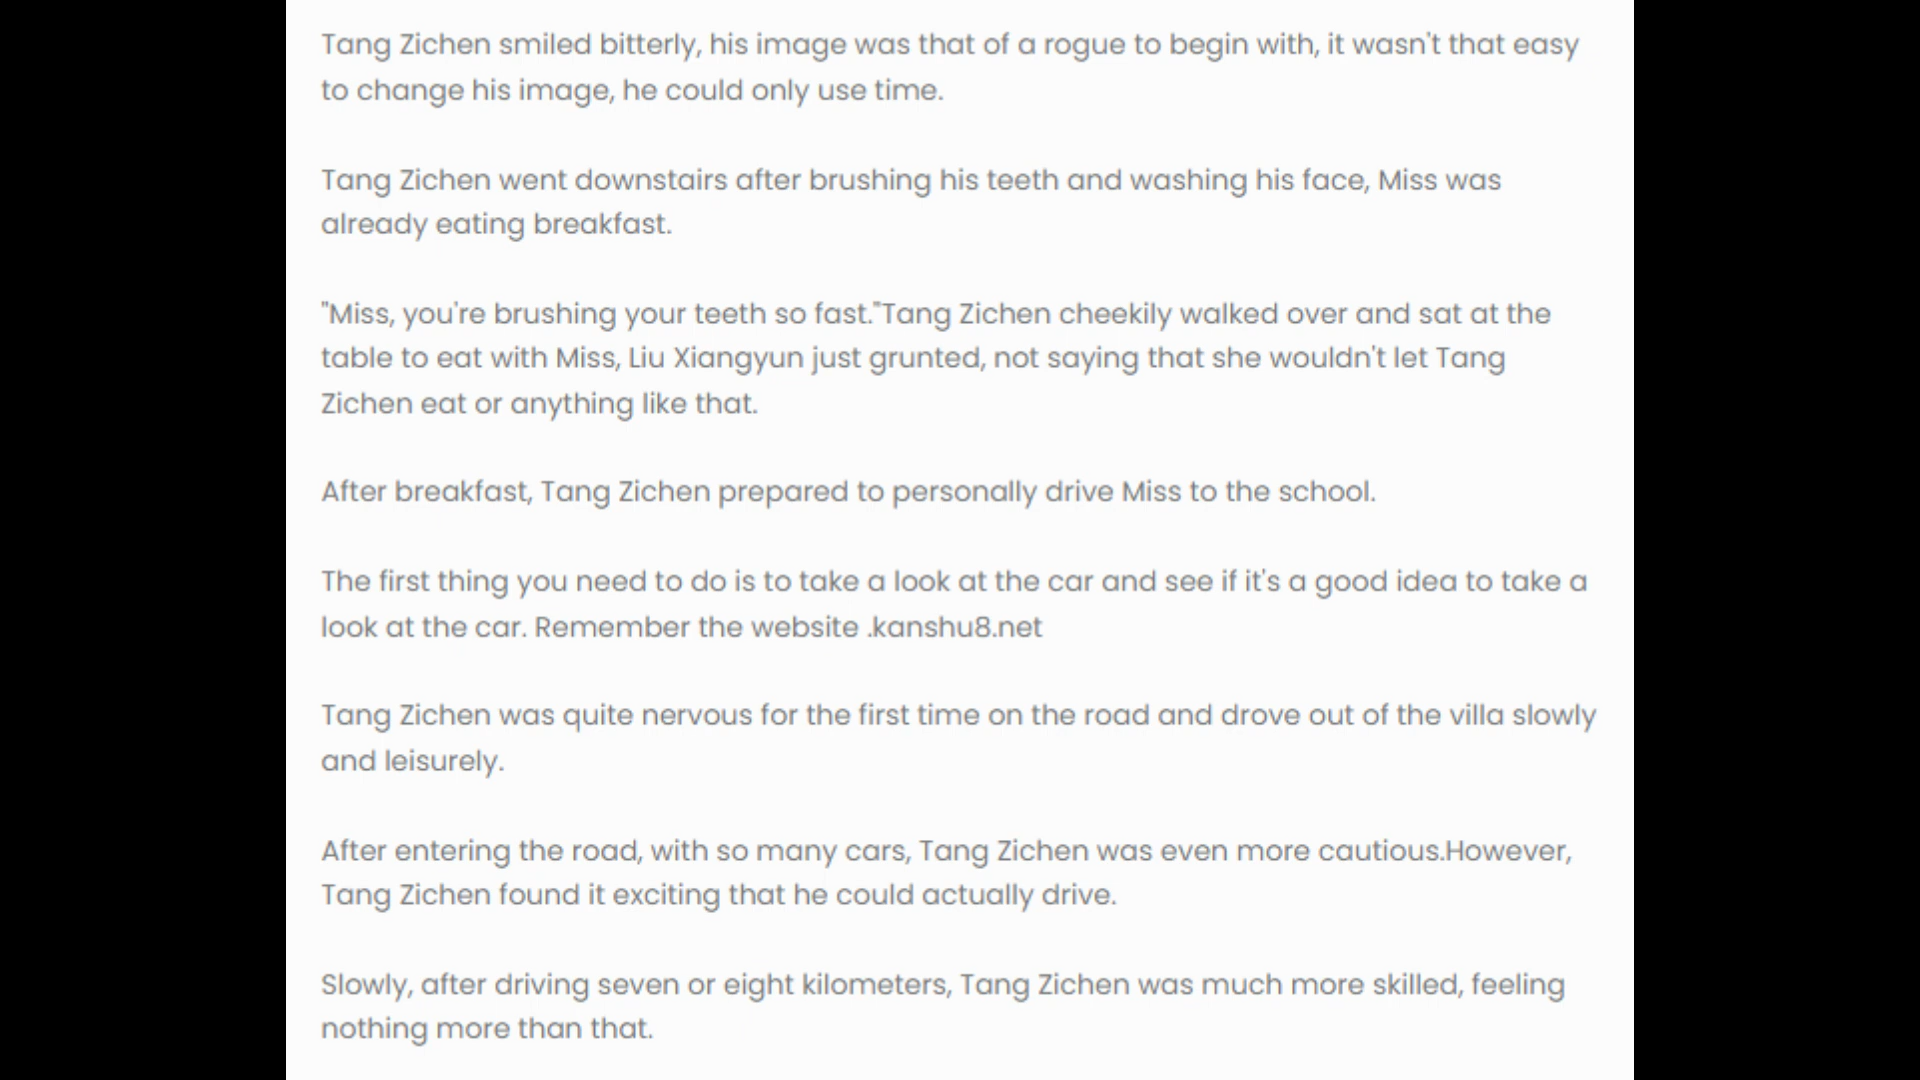 Tang Zichen smiled bitterly, his image was that of a rogue to begin with, it wasn't that easy
to change his image, he could only use time.
Tang Zichen went downstairs after brushing his teeth and washing his face, Miss was
already eating breakfast.
"Miss, you're brushing your teeth so fast."Tang Zichen cheekily walked over and sat at the
table to eat with Miss, Liu Xiangyun just grunted, not saying that she wouldn't let Tang
Zichen eat or anything like that.
After breakfast, Tang Zichen prepared to personally drive Miss to the school.
The first thing you need to do is to take a look at the car and see if it's a good idea to take a
look at the car. Remember the website .kanshu8.net
Tang Zichen was quite nervous for the first time on the road and drove out of the villa slowly
and leisurely.
After entering the road, with so many cars, Tang Zichen was even more cautious.However,
Tang Zichen found it exciting that he could actually drive.
Slowly, after driving seven or eight kilometers, Tang Zichen was much more skilled, feeling
nothing more than that.